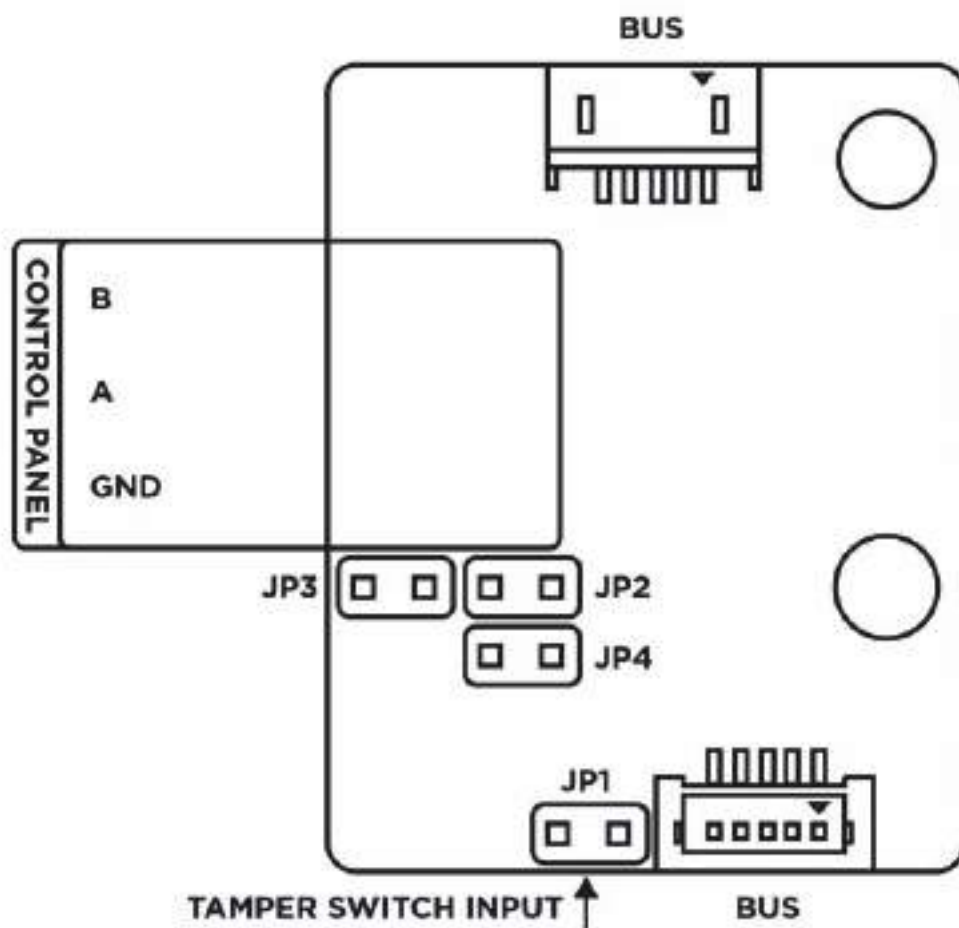 BUS
CONTROL PANEL
B
A
GND
JP3
JP2
JP4
JP1
TAMPER SWITCH INPUT
BUS